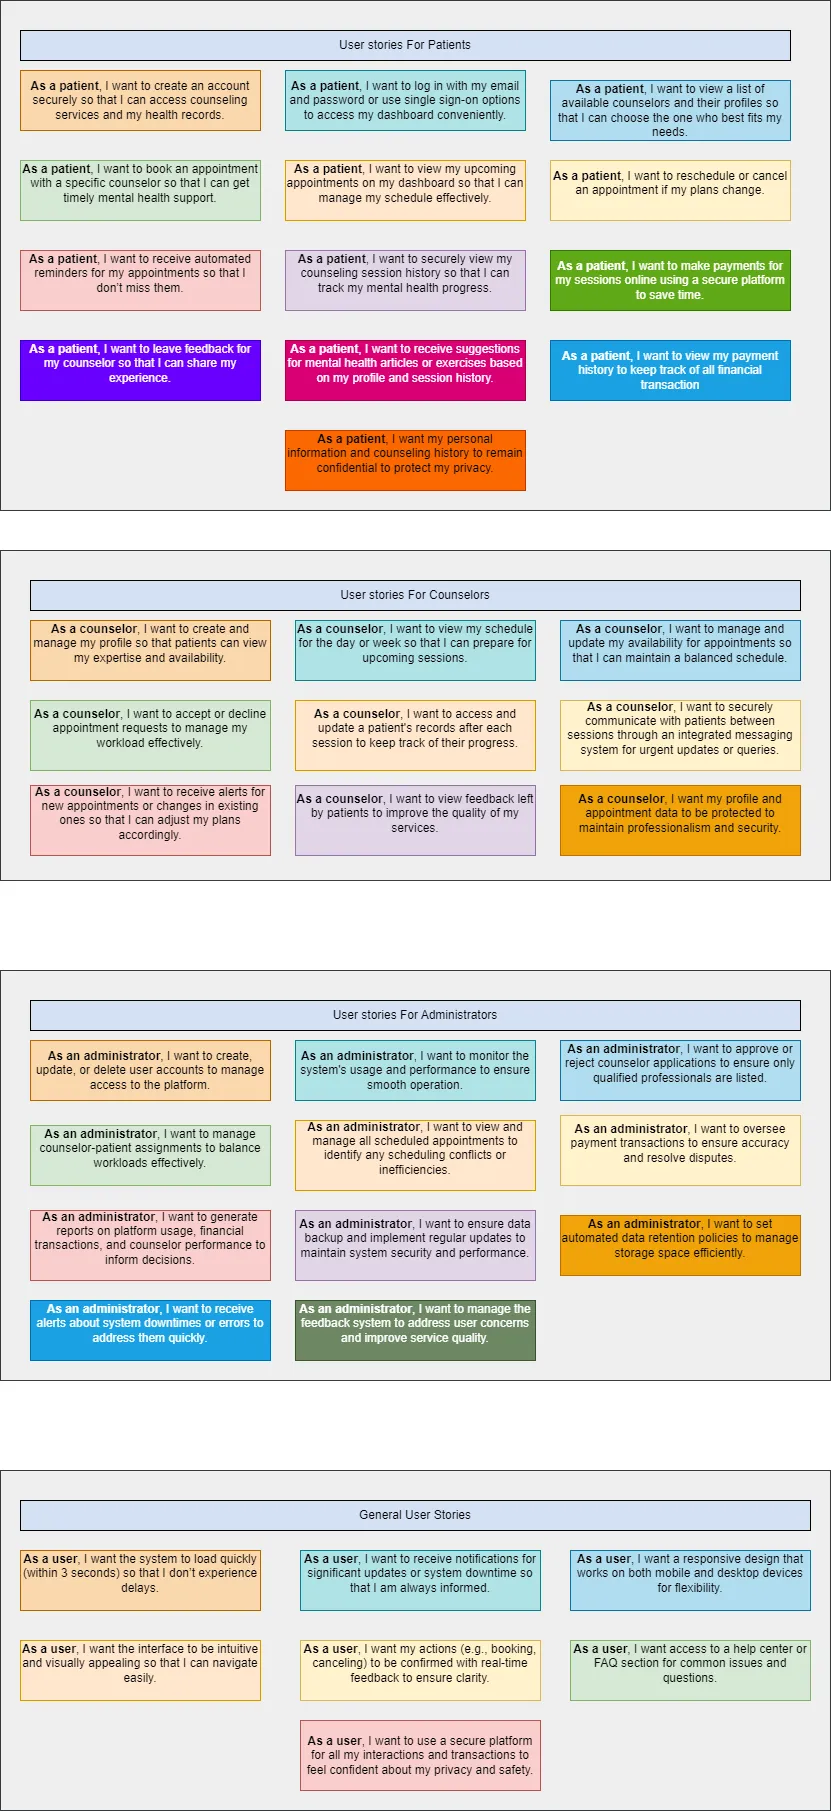 User stories For Patients
As a patient, I want to create an account
securely so that I can access counseling
services and my health records.
As a patient, I want to log in with my email
and password or use single sign-on options
to access my dashboard conveniently.
As a patient, I want to view a list of
available counselors and their profiles so
that I can choose the one who best fits my
needs.
As a patient, I want to book an appointment
with a specific counselor so that I can get
timely mental health support.
As a patient, I want to view my upcoming
appointments on my dashboard so that I can
manage my schedule effectively.
As a patient, I want to reschedule or cancel
an appointment if my plans change.
As a patient, I want to receive automated
reminders for my appointments so that I
don't miss them.
As a patient, I want to securely view my
counseling session history so that I can
track my mental health progress.
As a patient, I want to make payments for
my sessions online using a secure platform
to save time.
As a patient, I want to leave feedback for
my counselor so that I can share my
experience.
As a patient, I want to receive suggestions
for mental health articles or exercises based
on my profile and session history.
As a patient, I want to view my payment
history to keep track of all financial
transaction
As a patient, I want my personal
information and counseling history to remain
confidential to protect my privacy.
User stories For Counselors
As a counselor, I want to create and
manage my profile so that patients can view
my expertise and availability.
As a counselor, I want to view my schedule
for the day or week so that I can prepare for
upcoming sessions.
As a counselor, I want to manage and
update my availability for appointments so
that I can maintain a balanced schedule.
As a counselor, I want to accept or decline
appointment requests to manage my
workload effectively.
As a counselor, I want to access and
update a patient's records after each
session to keep track of their progress.
As a counselor, I want to securely
communicate with patients between
sessions through an integrated messaging
system for urgent updates or queries.
As a counselor, I want to receive alerts for
new appointments or changes in existing
ones so that I can adjust my plans
accordingly.
As a counselor, I want to view feedback left
by patients to improve the quality of my
services.
As a counselor, I want my profile and
appointment data to be protected to
maintain professionalism and security.
User stories For Administrators
As an administrator, I want to create,
update, or delete user accounts to manage
access to the platform.
As an administrator, I want to monitor the
system's usage and performance to ensure
smooth operation.
As an administrator, I want to approve or
reject counselor applications to ensure only
qualified professionals are listed.
As an administrator, I want to manage
counselor-patient assignments to balance
workloads effectively.
As an administrator, I want to view and
manage all scheduled appointments to
identify any scheduling conflicts or
inefficiencies.
As an administrator, I want to oversee
payment transactions to ensure accuracy
and resolve disputes.
As an administrator, I want to generate
reports on platform usage, financial
transactions, and counselor performance to
inform decisions.
As an administrator, I want to ensure data
backup and implement regular updates to
maintain system security and performance.
As an administrator, I want to set
automated data retention policies to manage
storage space efficiently.
As an administrator, I want to receive
alerts about system downtimes or errors to
address them quickly.
As an administrator, I want to manage the
feedback system to address user concerns
and improve service quality.
General User Stories
As a user, I want the system to load quickly
(within 3 seconds) so that I don't experience
delays.
As a user, I want to receive notifications for
significant updates or system downtime so
that I am always informed.
As a user, I want a responsive design that
works on both mobile and desktop devices
for flexibility.
As a user, I want the interface to be intuitive
and visually appealing so that I can navigate
easily.
As a user, I want my actions (e.g., booking,
canceling) to be confirmed with real-time
feedback to ensure clarity.
As a user, I want access to a help center or
FAQ section for common issues and
questions.
As a user, I want to use a secure platform
for all my interactions and transactions to
feel confident about my privacy and safety.